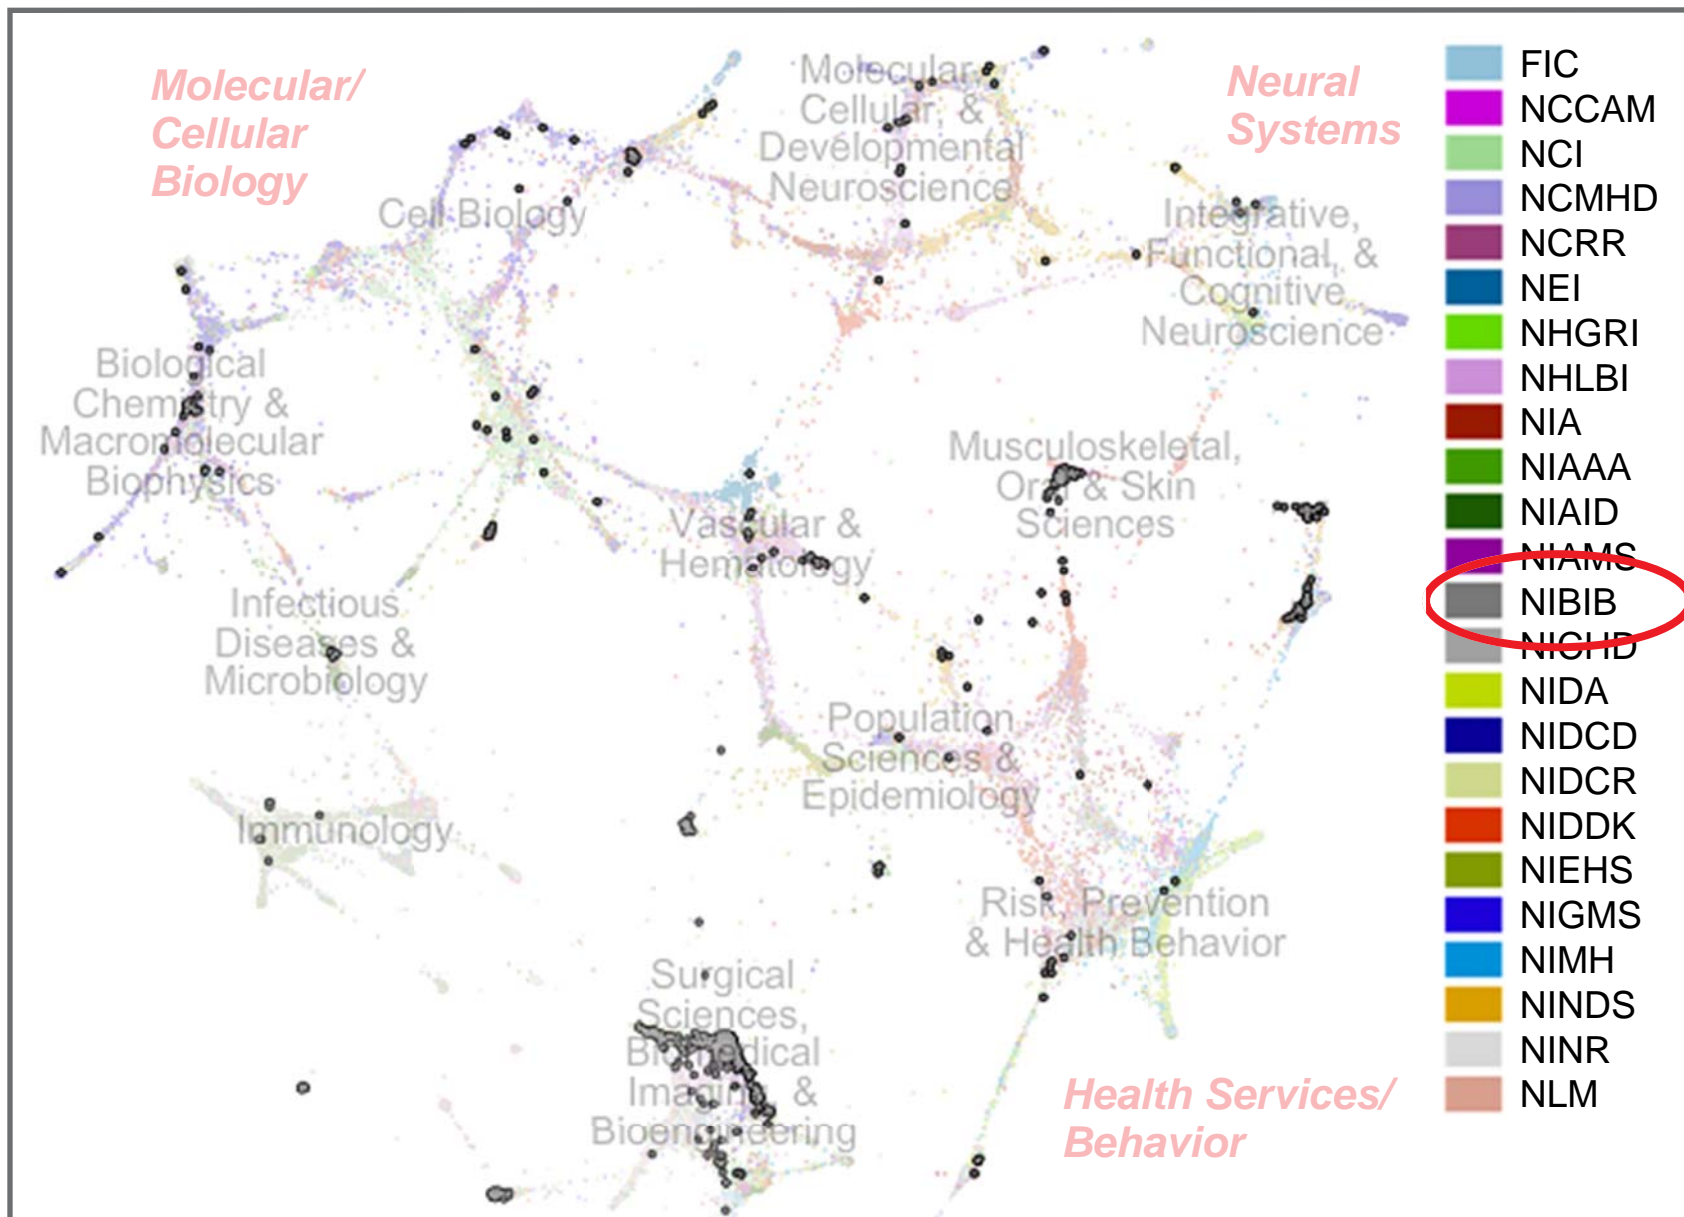 Molecular/
Cellular
Biology
Molecular,
Cellular, &
Developmental
Neuroscience
Neural
Systems
Cell Biology
Integrative,
Functional, &
Cognitive
Neuroscience
Biological
Chemistry &
Macromolecular
Biophysics
Musculoskeletal,
Oral & Skin
Sciences
Vascular &
Hematology
Infectious
Diseases &
Microbiology
Population
Sciences &
Epidemiology
Immunology
Risk, Prevention
& Health Behavior
Surgical
Sciences,
Biomedical
Imaging, &
Bioengineering
Health Services/
Behavior
FIC
NCCAM
NCI
NCMHD
NCRR
NEI
NHGRI
NHLBI
NIA
NIAAA
NIAID
NIAMS
NIBIB
NICHD
NIDA
NIDCD
NIDCR
NIDDK
NIEHS
NIGMS
NIMH
NINDS
NINR
NLM